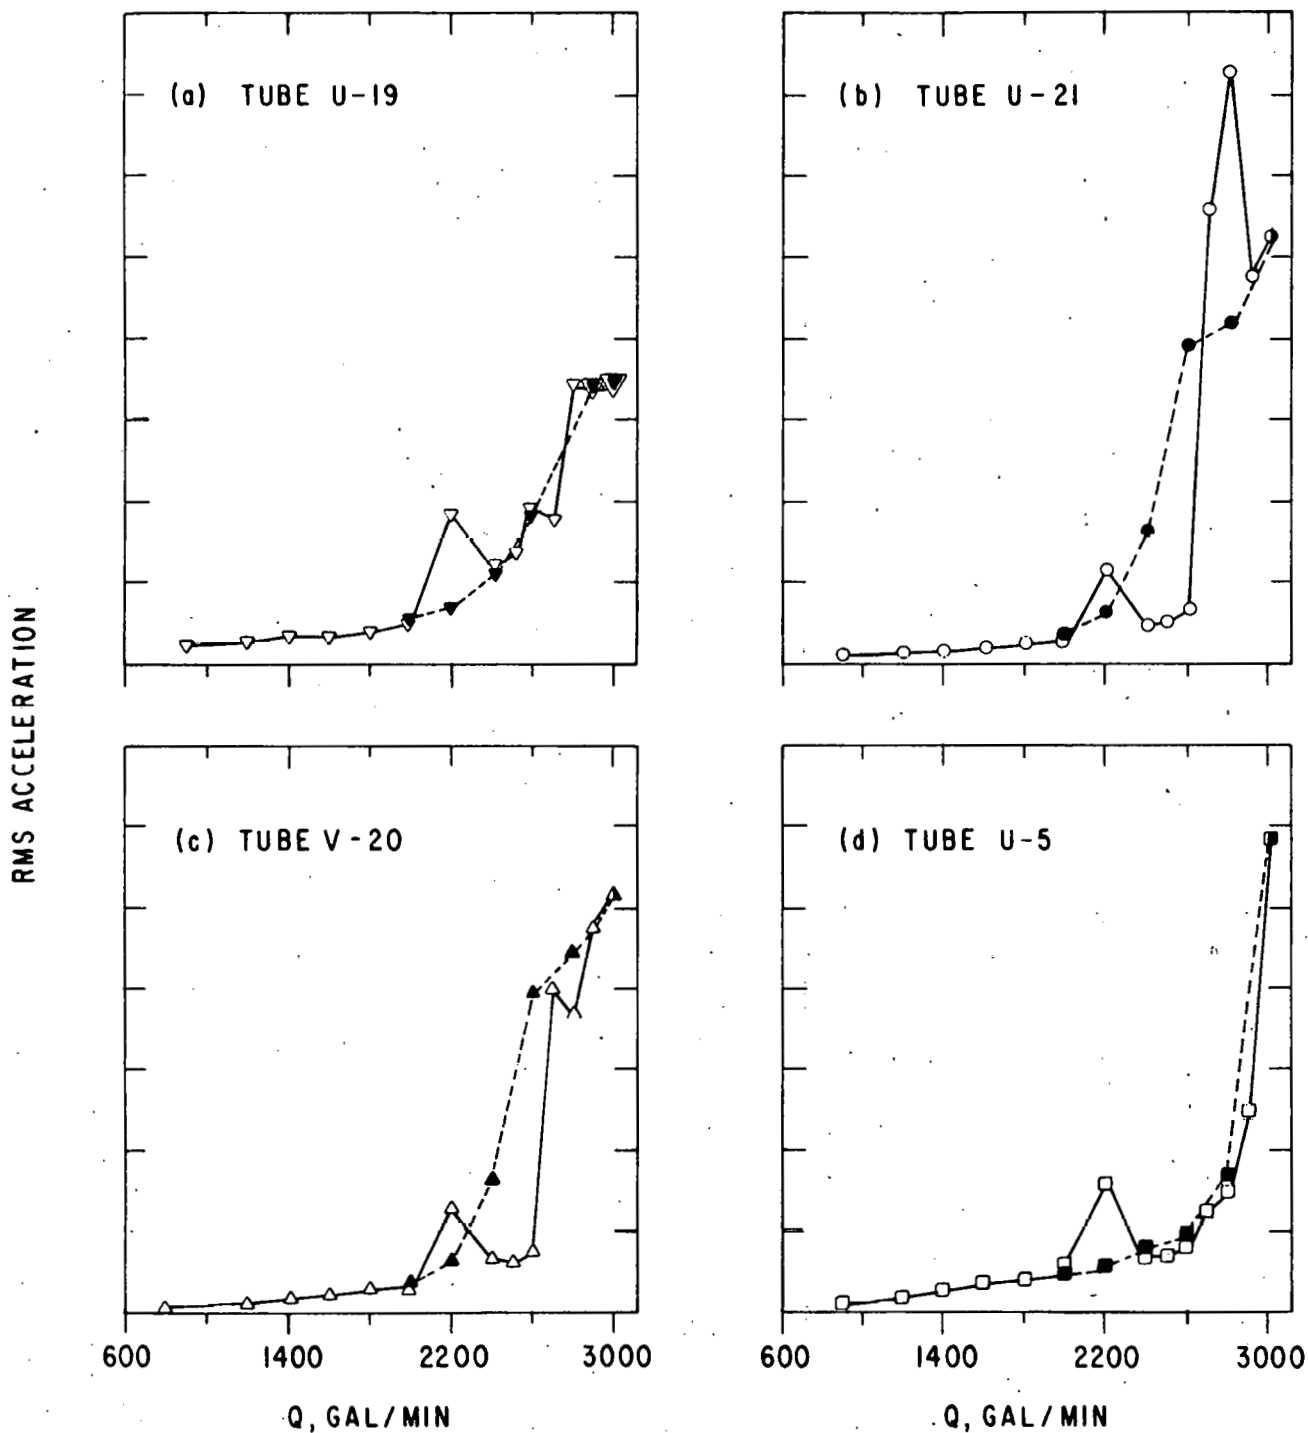 (a) TUBE U-19
(b) TUBE U-21
RMS ACCELERATION
(c) TUBE V-20
(d) TUBE U-5
600 1400 2200 3000
600 1400 2200 3000
Q, GAL/MIN
Q, GAL/MIN